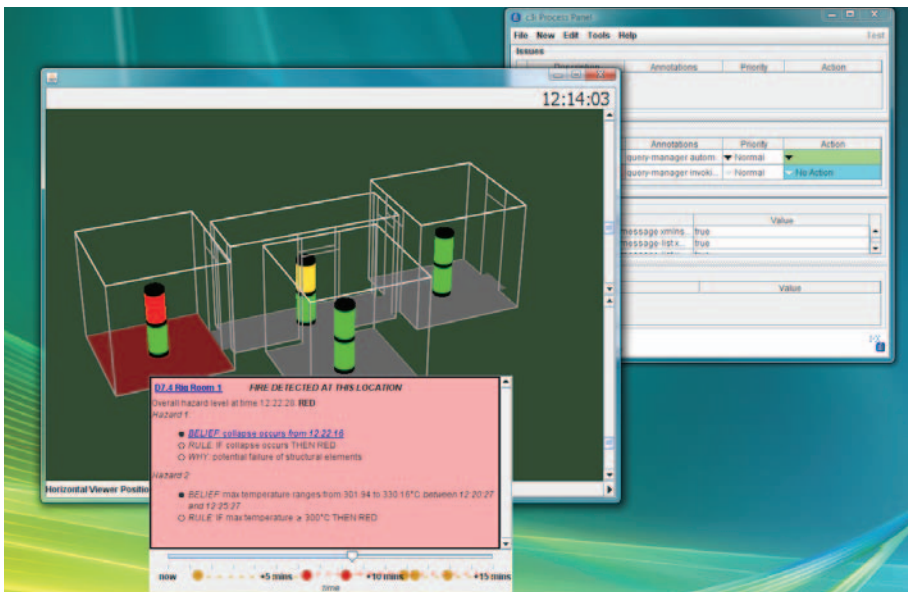 c3i Process Panel
File New Edit Tools Help
Test
Issues
Description Annotations Priority Action
12:14:03
Annotations Priority Action
query-manager autom. Normal
query-manager invoki... Normal No Action
Value
message xmlns... true
message-list x... true
Value
D7.4 Rig Room 1 FIRE DETECTED AT THIS LOCATION
Overall hazard level at time 12:22:28: RED
Hazard 1:
BELIEF: collapse occurs from 12:22:16
RULE: IF collapse occurs THEN RED
WHY: potential failure of structural elements
Hazard 2:
BELIEF: max temperature ranges from 301.94 to 330.16°C between 12:20:27
and 12:25:27
RULE: IF max temperature ≥ 300°C THEN RED
Horizontal Viewer Positio
now +5 mins +10 mins +15 mins
time